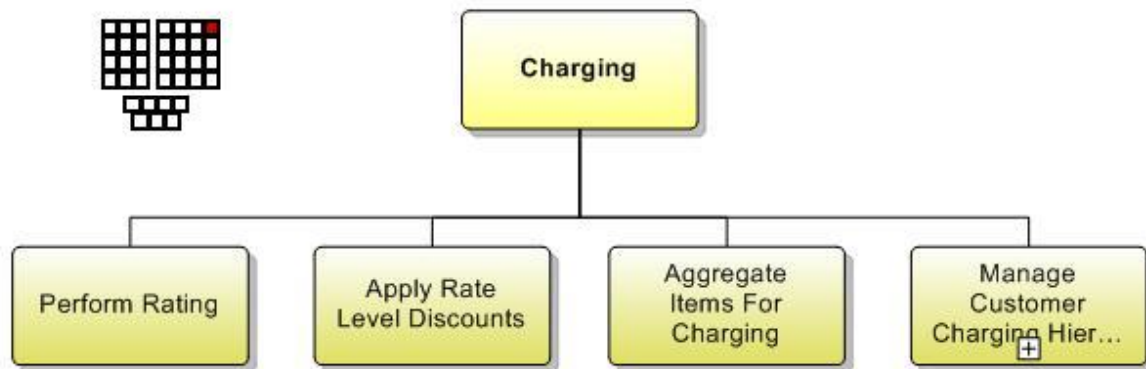 Charging
Perform Rating
Apply Rate
Level Discounts
Aggregate
Items For
Charging
Manage
Customer
Charging Hier...